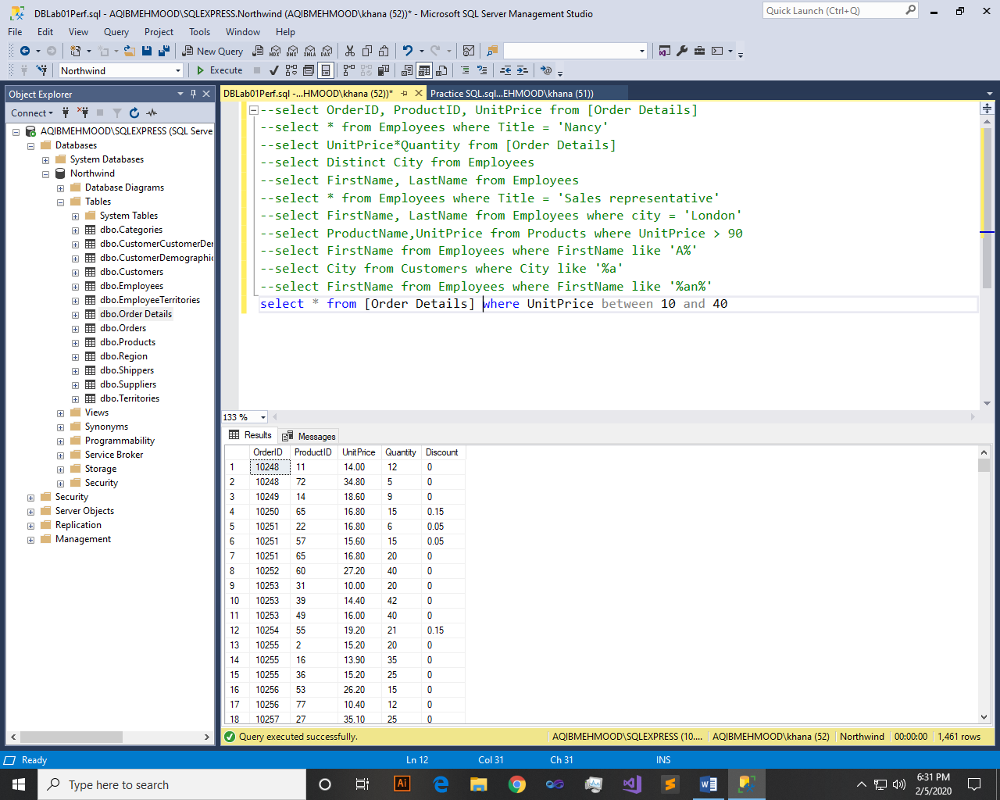 DBLab01Perf.sql - AQIBMEHMOOD\SQLEXPRESS.Northwind (AQIBMEHMOOD\khana (52))* - Microsoft SQL Server Management Studio
Quick Launch (Ctrl+Q)
File Edit View Query Project Tools Window Help
New Query MDX DMX XMLA DAX
Northwind Execute
Object Explorer
DBLab01Perf.sql -...HMOOD\khana (52))* Practice SQL.sql...EHMOOD\khana (51))
Connect
AQIBMEHMOOD\SQLEXPRESS (SQL Serve
Databases
System Databases
Northwind
Database Diagrams
Tables
System Tables
dbo.Categories
dbo.CustomerCustomerDer
dbo.CustomerDemographic
dbo.Customers
dbo.Employees
dbo.EmployeeTerritories
dbo.Order Details
dbo.Orders
dbo.Products
dbo.Region
dbo.Shippers
dbo.Suppliers
dbo.Territories
Views
Synonyms
Programmability
Service Broker
Storage
Security
Security
Server Objects
Replication
Management
--select OrderID, ProductID, UnitPrice from [Order Details]
--select * from Employees where Title = 'Nancy'
--select UnitPrice*Quantity from [Order Details]
--select Distinct City from Employees
--select FirstName, LastName from Employees
--select * from Employees where Title = 'Sales representative'
--select FirstName, LastName from Employees where city = 'London'
--select ProductName,UnitPrice from Products where UnitPrice > 90
--select FirstName from Employees where FirstName like 'A%'
--select City from Customers where City like '%a'
--select FirstName from Employees where FirstName like '%an%'
select * from [Order Details] where UnitPrice between 10 and 40
133 %
Results Messages
OrderID ProductID UnitPrice Quantity Discount
1 10248 11 14.00 12 0
2 10248 72 34.80 5 0
3 10249 14 18.60 9 0
4 10250 65 16.80 15 0.15
5 10251 22 16.80 6 0.05
6 10251 57 15.60 15 0.05
7 10251 65 16.80 20 0
8 10252 60 27.20 40 0
9 10253 31 10.00 20 0
10 10253 39 14.40 42 0
11 10253 49 16.00 40 0
12 10254 55 19.20 21 0.15
13 10255 2 15.20 20 0
14 10255 16 13.90 35 0
15 10255 36 15.20 25 0
16 10256 53 26.20 15 0
17 10256 77 10.40 12 0
18 10257 27 35.10 25 0
Query executed successfully. AQIBMEHMOOD\SQLEXPRESS (10.... AQIBMEHMOOD\khana (52) Northwind 00:00:00 1,461 rows
Ready Ln 12 Col 31 Ch 31 INS
Type here to search
Ai
6:31 PM
2/5/2020